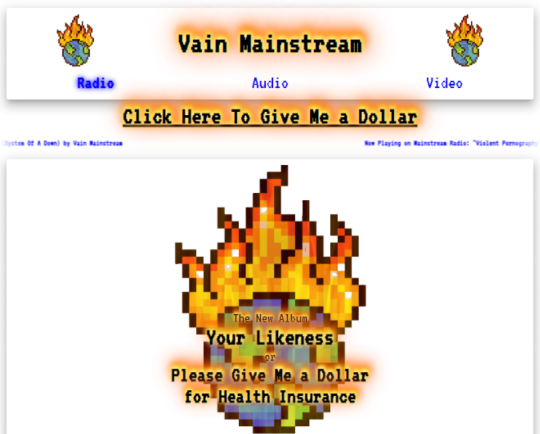 Vain Mainstream
Radio Audio Video
Click Here To Give Me a Dollar
(System Of A Down) by Vain Mainstream Now Playing on Mainstream Radio: "Violent Pornography"
The New Album
Your Likeness
or
Please Give Me a Dollar
for Health Insurance